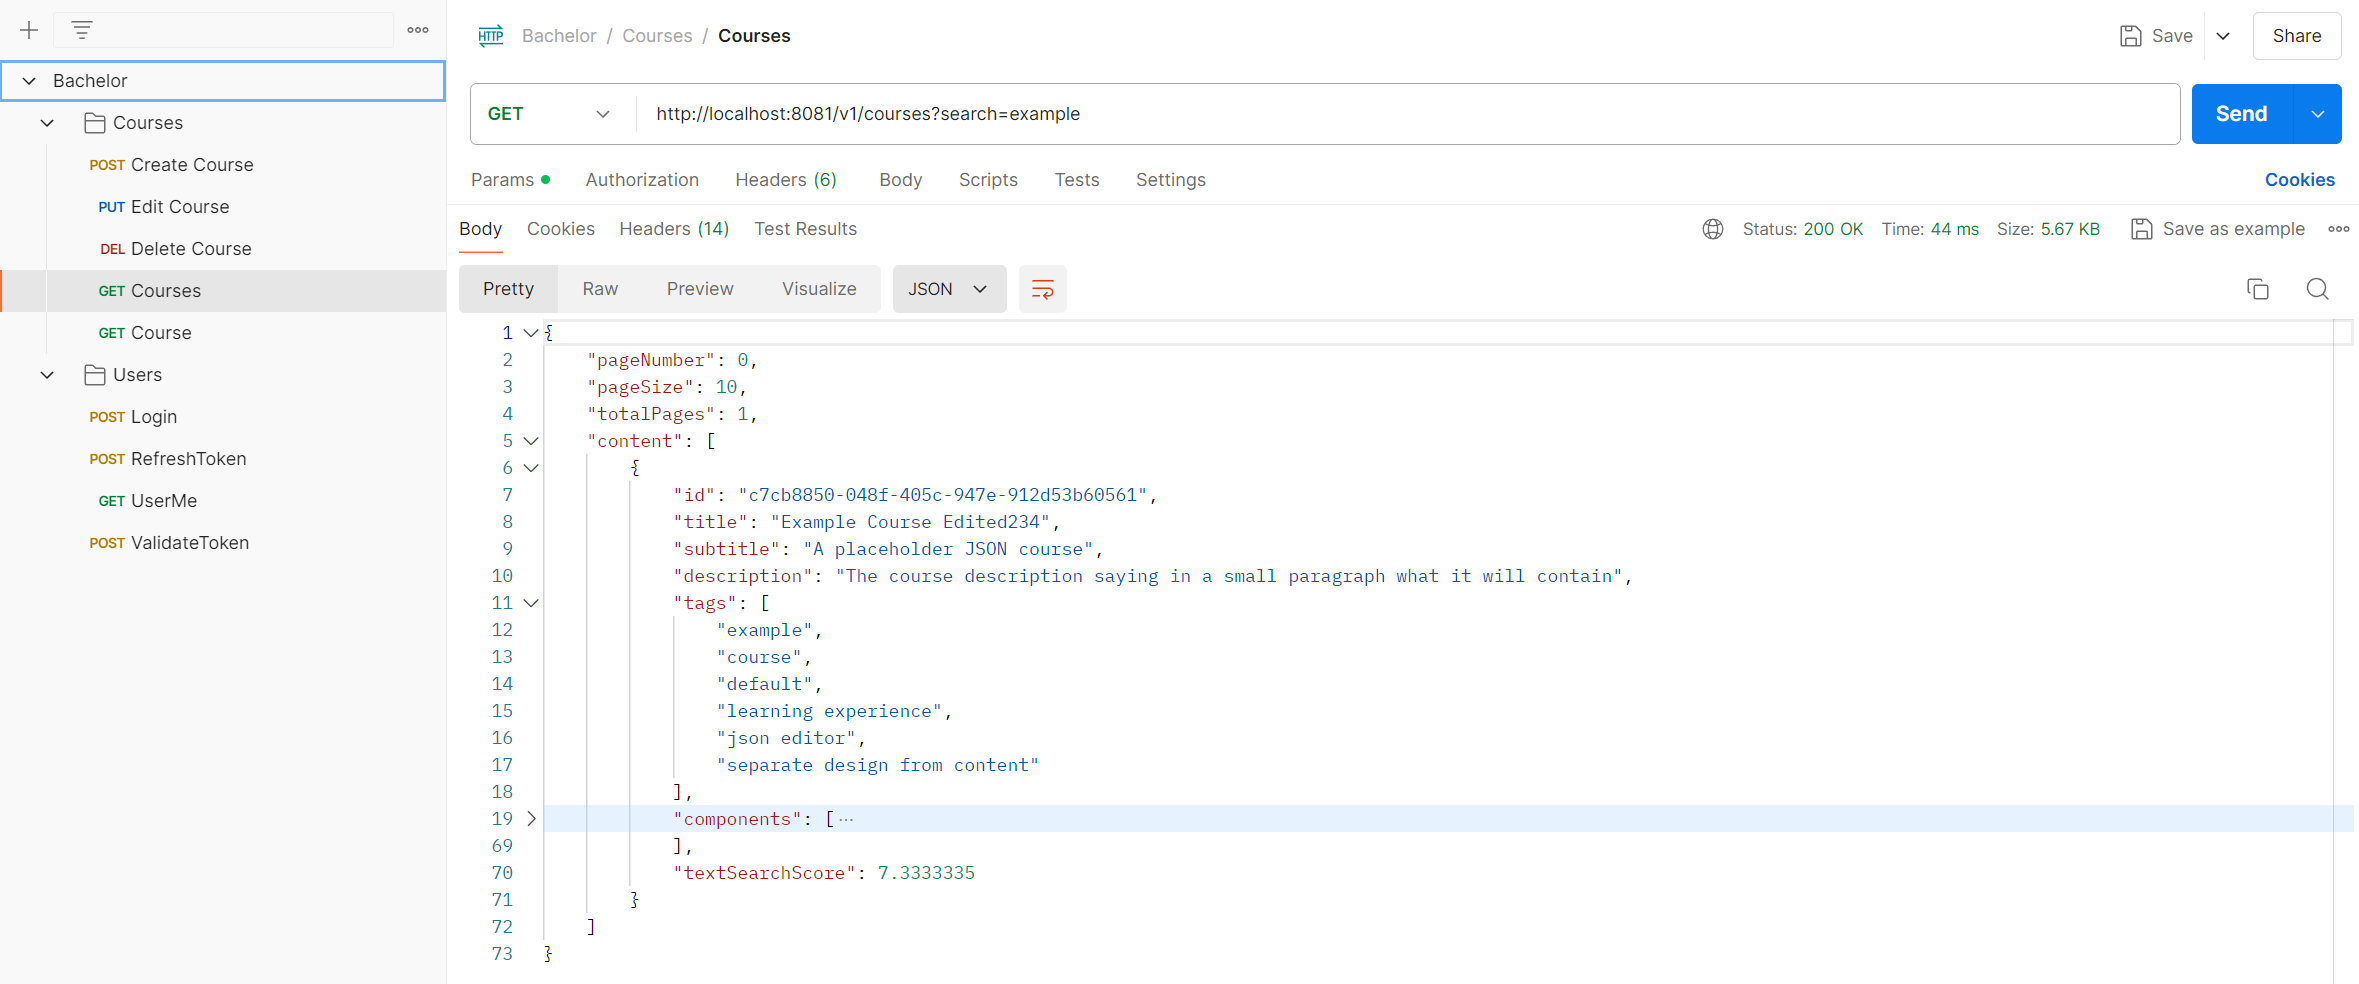 Bachelor
Courses
POST Create Course
PUT Edit Course
DEL Delete Course
GET Courses
GET Course
Users
POST Login
POST RefreshToken
GET UserMe
POST ValidateToken
HTTP Bachelor / Courses / Courses
Save
Share
GET http://localhost:8081/v1/courses?search=example
Send
Params Authorization Headers (6) Body Scripts Tests Settings
Cookies
Body Cookies Headers (14) Test Results
Status: 200 OK Time: 44 ms Size: 5.67 KB Save as example
Pretty Raw Preview Visualize JSON
1 {
2 "pageNumber": 0,
3 "pageSize": 10,
4 "totalPages": 1,
5 "content": [
6 {
7 "id": "c7cb8850-048f-405c-947e-912d53b60561",
8 "title": "Example Course Edited234",
9 "subtitle": "A placeholder JSON course",
10 "description": "The course description saying in a small paragraph what it will contain",
11 "tags": [
12 "example",
13 "course",
14 "default",
15 "learning experience",
16 "json editor",
17 "separate design from content"
18 ],
19 "components": [ ···
69 ],
70 "textSearchScore": 7.3333335
71 }
72 ]
73 }